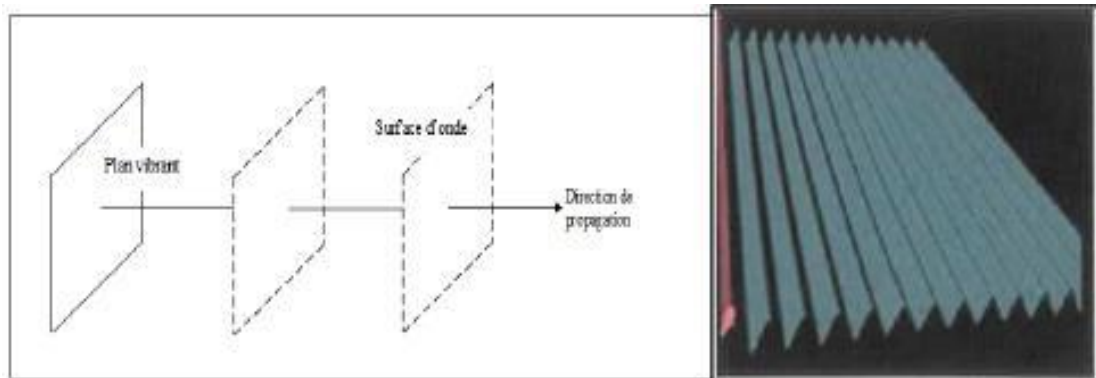 Plan vibrant
Surface d'onde
Direction de
propagation